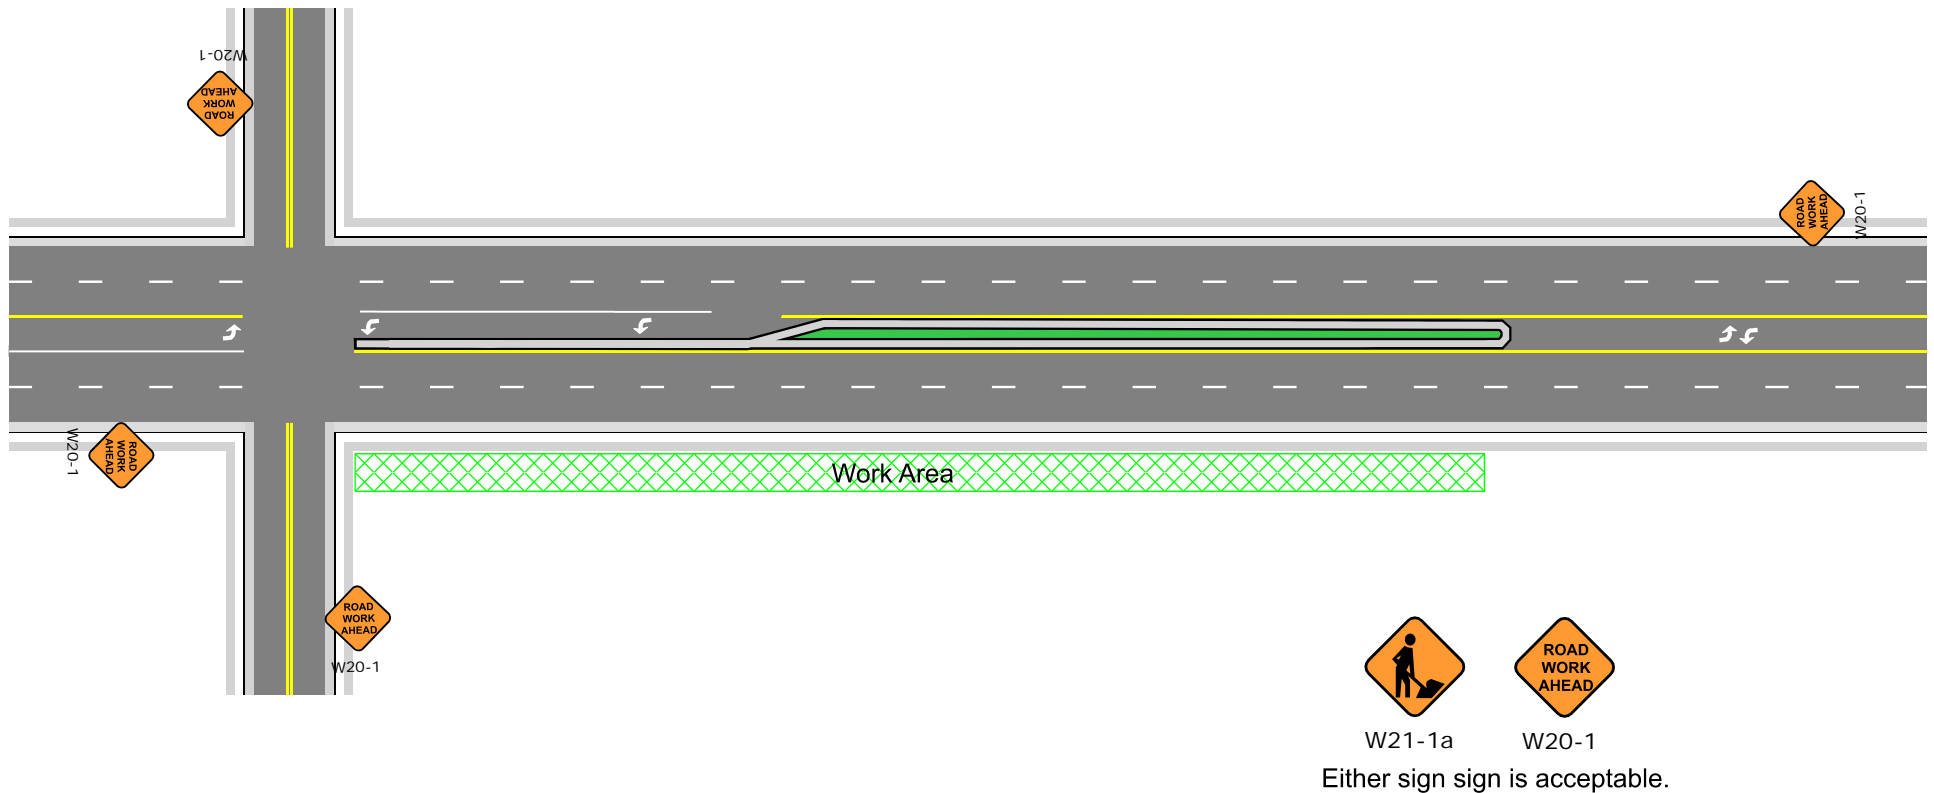 W20-1
ROAD
WORK
AHEAD
ROAD
WORK
AHEAD
W20-1
W20-1
ROAD
WORK
AHEAD
Work Area
ROAD
WORK
AHEAD
W20-1
ROAD
WORK
AHEAD
W21-1a
W20-1
Either sign sign is acceptable.